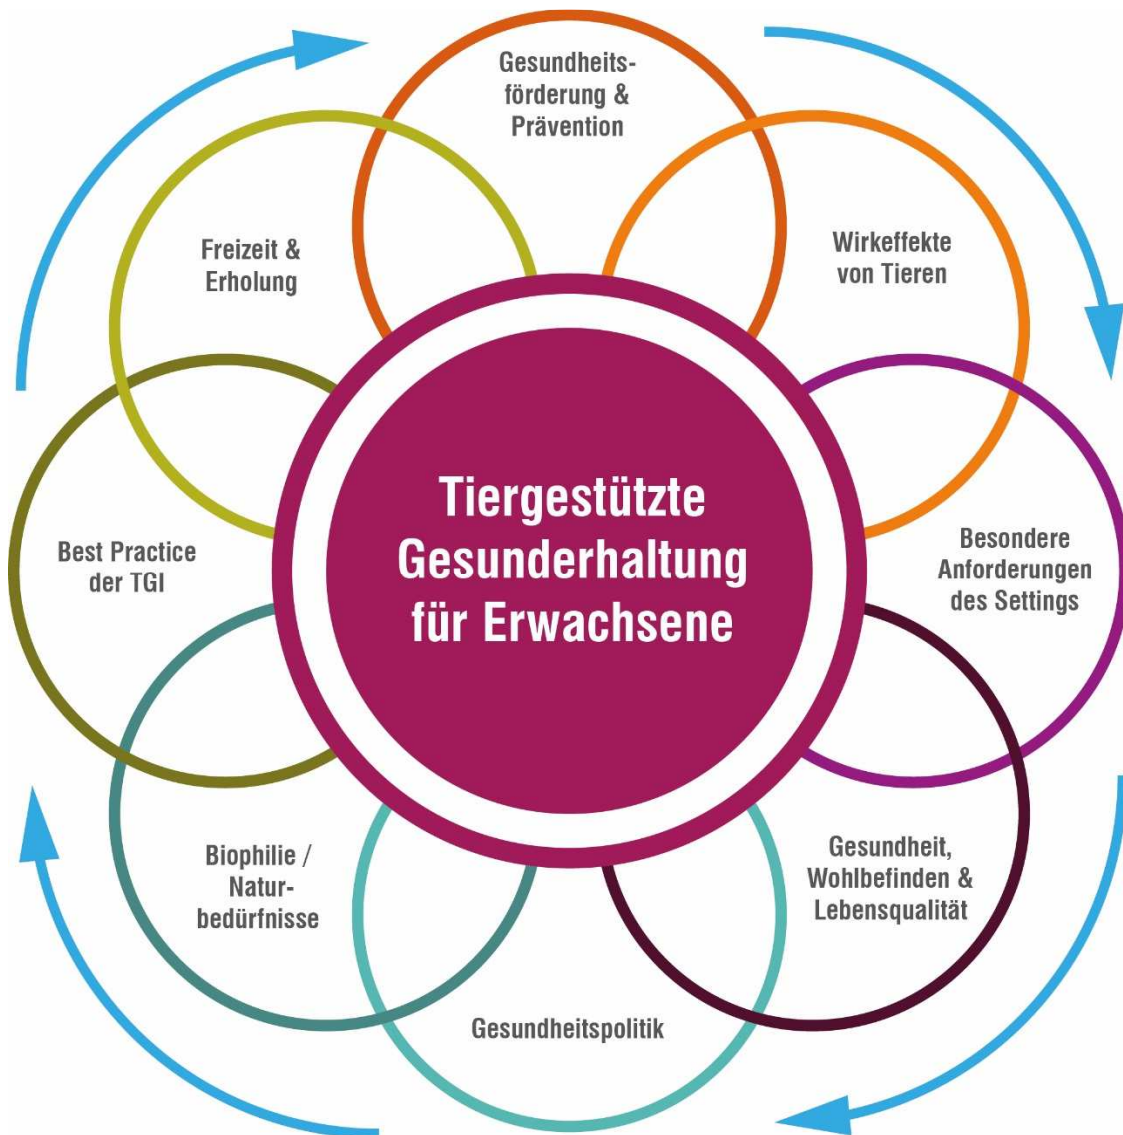 Gesundheits-
förderung &
Prävention
Wirkeffekte
von Tieren
Besondere
Anforderungen
des Settings
Gesundheit,
Wohlbefinden &
Lebensqualität
Gesundheitspolitik
Biophilie /
Natur-
bedürfnisse
Best Practice
der TGI
Freizeit &
Erholung
Tiergestützte
Gesunderhaltung
für Erwachsene